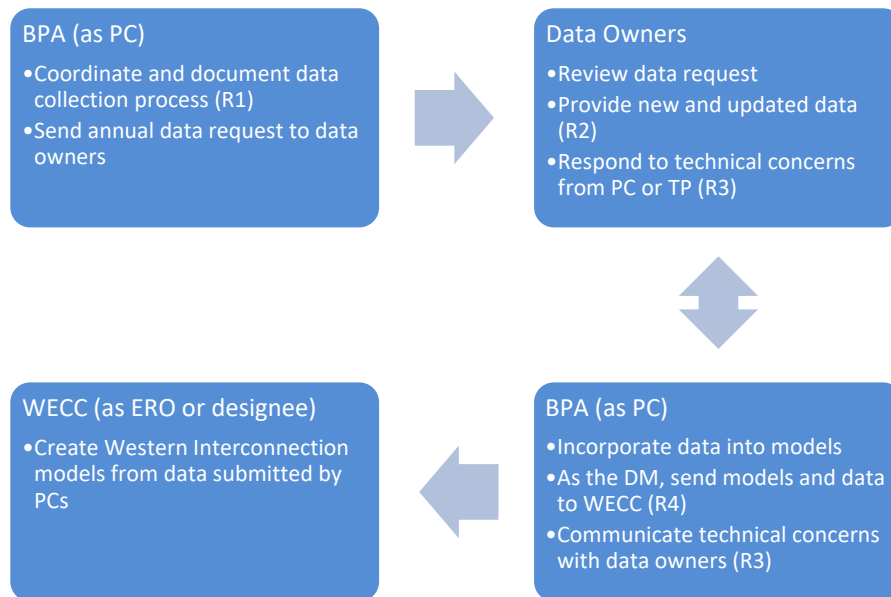 BPA (as PC)
•Coordinate and document data
collection process (R1)
•Send annual data request to data
owners
Data Owners
•Review data request
•Provide new and updated data
(R2)
•Respond to technical concerns
from PC or TP (R3)
WECC (as ERO or designee)
•Create Western Interconnection
models from data submitted by
PCs
BPA (as PC)
•Incorporate data into models
•As the DM, send models and data
to WECC (R4)
•Communicate technical concerns
with data owners (R3)